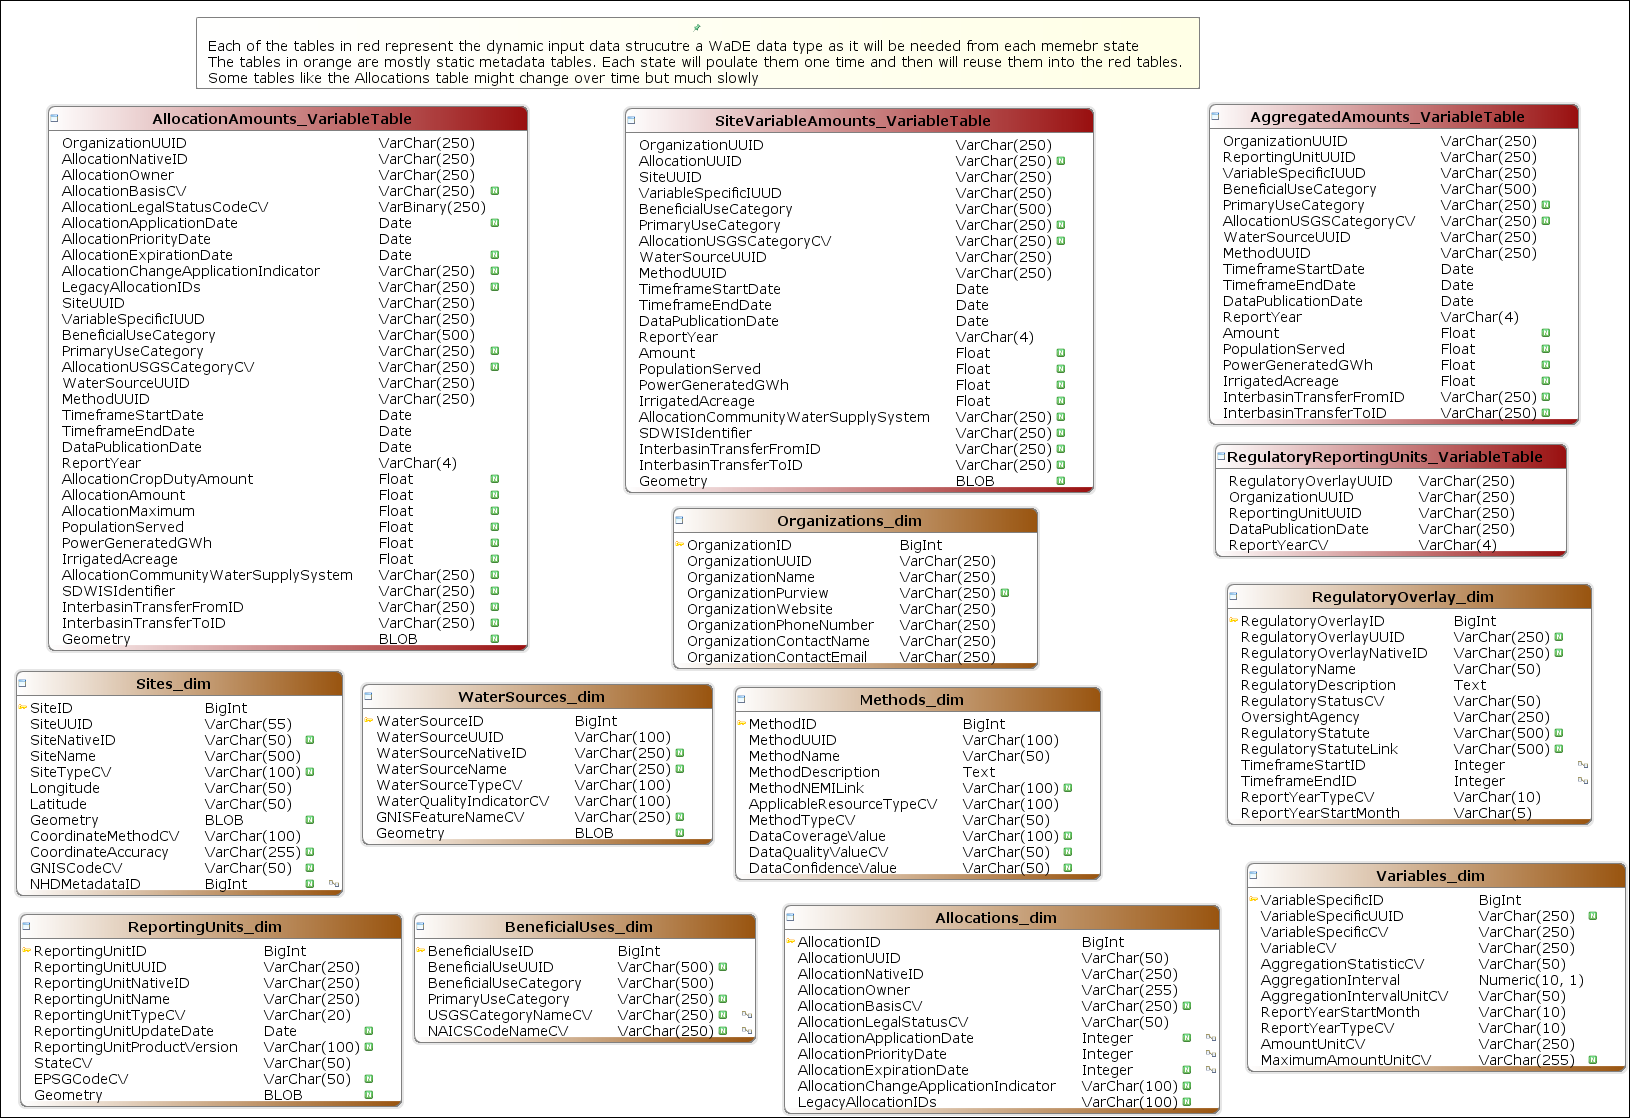 Each of the tables in red represent the dynamic input data strucutre a WaDE data type as it will be needed from each memebr state
The tables in orange are mostly static metadata tables. Each state will poulate them one time and then will reuse them into the red tables.
Some tables like the Allocations table might change over time but much slowly
AllocationAmounts_VariableTable
OrganizationUUID VarChar(250)
AllocationNativeID VarChar(250)
AllocationOwner VarChar(250)
AllocationBasisCV VarChar(250) N
AllocationLegalStatusCodeCV VarBinary(250)
AllocationApplicationDate Date N
AllocationPriorityDate Date
AllocationExpirationDate Date N
AllocationChangeApplicationIndicator VarChar(250) N
LegacyAllocationIDs VarChar(250) N
SiteUUID VarChar(250)
VariableSpecificIUUD VarChar(250)
BeneficialUseCategory VarChar(500)
PrimaryUseCategory VarChar(250) N
AllocationUSGSCategoryCV VarChar(250) N
WaterSourceUUID VarChar(250)
MethodUUID VarChar(250)
TimeframeStartDate Date
TimeframeEndDate Date
DataPublicationDate Date
ReportYear VarChar(4)
AllocationCropDutyAmount Float N
AllocationAmount Float N
AllocationMaximum Float N
PopulationServed Float N
PowerGeneratedGWh Float N
IrrigatedAcreage Float N
AllocationCommunityWaterSupplySystem VarChar(250) N
SDWISIdentifier VarChar(250) N
InterbasinTransferFromID VarChar(250) N
InterbasinTransferToID VarChar(250) N
Geometry BLOB N
SiteVariableAmounts_VariableTable
OrganizationUUID VarChar(250)
AllocationUUID VarChar(250) N
SiteUUID VarChar(250)
VariableSpecificIUUD VarChar(250)
BeneficialUseCategory VarChar(500)
PrimaryUseCategory VarChar(250) N
AllocationUSGSCategoryCV VarChar(250) N
WaterSourceUUID VarChar(250)
MethodUUID VarChar(250)
TimeframeStartDate Date
TimeframeEndDate Date
DataPublicationDate Date
ReportYear VarChar(4)
Amount Float N
PopulationServed Float N
PowerGeneratedGWh Float N
IrrigatedAcreage Float N
AllocationCommunityWaterSupplySystem VarChar(250) N
SDWISIdentifier VarChar(250) N
InterbasinTransferFromID VarChar(250) N
InterbasinTransferToID VarChar(250) N
Geometry BLOB N
AggregatedAmounts_VariableTable
OrganizationUUID VarChar(250)
ReportingUnitUUID VarChar(250)
VariableSpecificIUUD VarChar(250)
BeneficialUseCategory VarChar(500)
PrimaryUseCategory VarChar(250) N
AllocationUSGSCategoryCV VarChar(250) N
WaterSourceUUID VarChar(250)
MethodUUID VarChar(250)
TimeframeStartDate Date
TimeframeEndDate Date
DataPublicationDate Date
ReportYear VarChar(4)
Amount Float N
PopulationServed Float N
PowerGeneratedGWh Float N
IrrigatedAcreage Float N
InterbasinTransferFromID VarChar(250) N
InterbasinTransferToID VarChar(250) N
RegulatoryReportingUnits_VariableTable
RegulatoryOverlayUUID VarChar(250)
OrganizationUUID VarChar(250)
ReportingUnitUUID VarChar(250)
DataPublicationDate VarChar(250)
ReportYearCV VarChar(4)
Organizations_dim
OrganizationID BigInt
OrganizationUUID VarChar(250)
OrganizationName VarChar(250)
OrganizationPurview VarChar(250) N
OrganizationWebsite VarChar(250)
OrganizationPhoneNumber VarChar(250)
OrganizationContactName VarChar(250)
OrganizationContactEmail VarChar(250)
RegulatoryOverlay_dim
RegulatoryOverlayID BigInt
RegulatoryOverlayUUID VarChar(250) N
RegulatoryOverlayNativeID VarChar(250) N
RegulatoryName VarChar(50)
RegulatoryDescription Text
RegulatoryStatusCV VarChar(50)
OversightAgency VarChar(250)
RegulatoryStatute VarChar(500) N
RegulatoryStatuteLink VarChar(500) N
TimeframeStartID Integer
TimeframeEndID Integer
ReportYearTypeCV VarChar(10)
ReportYearStartMonth VarChar(5)
Sites_dim
SiteID BigInt
SiteUUID VarChar(55)
SiteNativeID VarChar(50) N
SiteName VarChar(500)
SiteTypeCV VarChar(100) N
Longitude VarChar(50)
Latitude VarChar(50)
Geometry BLOB N
CoordinateMethodCV VarChar(100)
CoordinateAccuracy VarChar(255) N
GNISCodeCV VarChar(50) N
NHDMetadataID BigInt N
WaterSources_dim
WaterSourceID BigInt
WaterSourceUUID VarChar(100)
WaterSourceNativeID VarChar(250) N
WaterSourceName VarChar(250) N
WaterSourceTypeCV VarChar(100)
WaterQualityIndicatorCV VarChar(100)
GNISFeatureNameCV VarChar(250) N
Geometry BLOB N
Methods_dim
MethodID BigInt
MethodUUID VarChar(100)
MethodName VarChar(50)
MethodDescription Text
MethodNEMILink VarChar(100) N
ApplicableResourceTypeCV VarChar(100)
MethodTypeCV VarChar(50)
DataCoverageValue VarChar(100) N
DataQualityValueCV VarChar(50) N
DataConfidenceValue VarChar(50) N
Variables_dim
VariableSpecificID BigInt
VariableSpecificUUID VarChar(250) N
VariableSpecificCV VarChar(250)
VariableCV VarChar(250)
AggregationStatisticCV VarChar(50)
AggregationInterval Numeric(10, 1)
AggregationIntervalUnitCV VarChar(50)
ReportYearStartMonth VarChar(10)
ReportYearTypeCV VarChar(10)
AmountUnitCV VarChar(250)
MaximumAmountUnitCV VarChar(255) N
ReportingUnits_dim
ReportingUnitID BigInt
ReportingUnitUUID VarChar(250)
ReportingUnitNativeID VarChar(250)
ReportingUnitName VarChar(250)
ReportingUnitTypeCV VarChar(20)
ReportingUnitUpdateDate Date N
ReportingUnitProductVersion VarChar(100) N
StateCV VarChar(50)
EPSGCodeCV VarChar(50) N
Geometry BLOB N
BeneficialUses_dim
BeneficialUseID BigInt
BeneficialUseUUID VarChar(500) N
BeneficialUseCategory VarChar(500)
PrimaryUseCategory VarChar(250) N
USGSCategoryNameCV VarChar(250) N
NAICSCodeNameCV VarChar(250) N
Allocations_dim
AllocationID BigInt
AllocationUUID VarChar(50)
AllocationNativeID VarChar(250)
AllocationOwner VarChar(255)
AllocationBasisCV VarChar(250) N
AllocationLegalStatusCV VarChar(50)
AllocationApplicationDate Integer N
AllocationPriorityDate Integer
AllocationExpirationDate Integer N
AllocationChangeApplicationIndicator VarChar(100) N
LegacyAllocationIDs VarChar(100) N